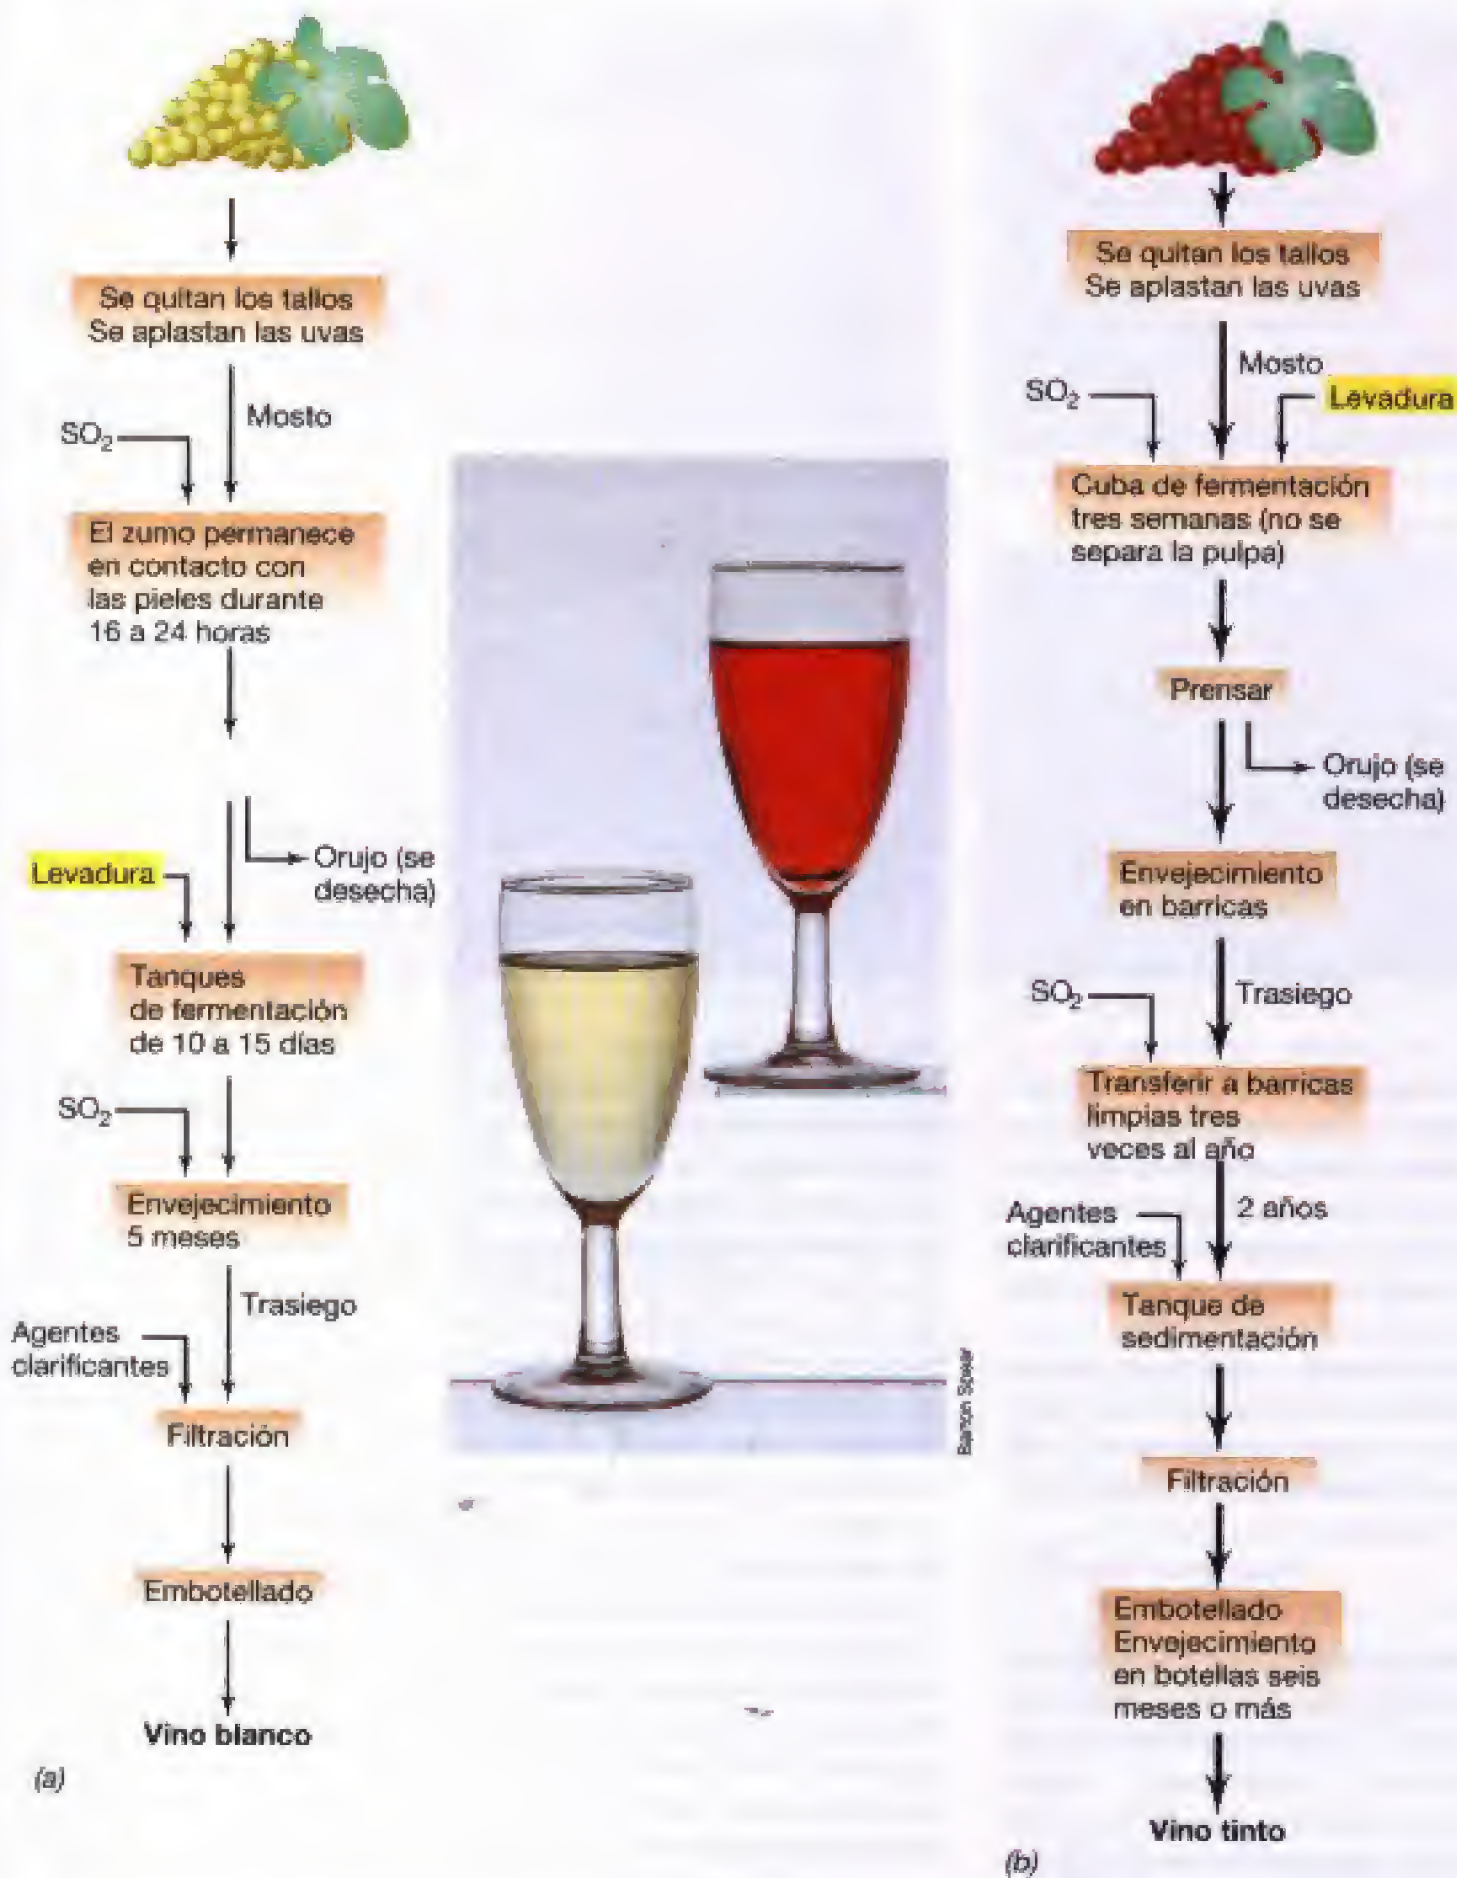 Se quitan los tallos
Se aplastan las uvas
SO₂
Mosto
El zumo permanece
en contacto con
las pieles durante
16 a 24 horas
Orujo (se
desecha)
Levadura
Tanques
de fermentación
de 10 a 15 días
SO₂
Envejecimiento
5 meses
Trasiego
Agentes
clarificantes
Filtración
Embotellado
Vino blanco
(a)
Barton Spear
Se quitan los tallos
Se aplastan las uvas
Mosto
SO₂
Levadura
Cuba de fermentación
tres semanas (no se
separa la pulpa)
Prensar
Orujo (se
desecha)
Envejecimiento
en barricas
SO₂
Trasiego
Transferir a barricas
limpias tres
veces al año
2 años
Agentes
clarificantes
Tanque de
sedimentación
Filtración
Embotellado
Envejecimiento
en botellas seis
meses o más
Vino tinto
(b)